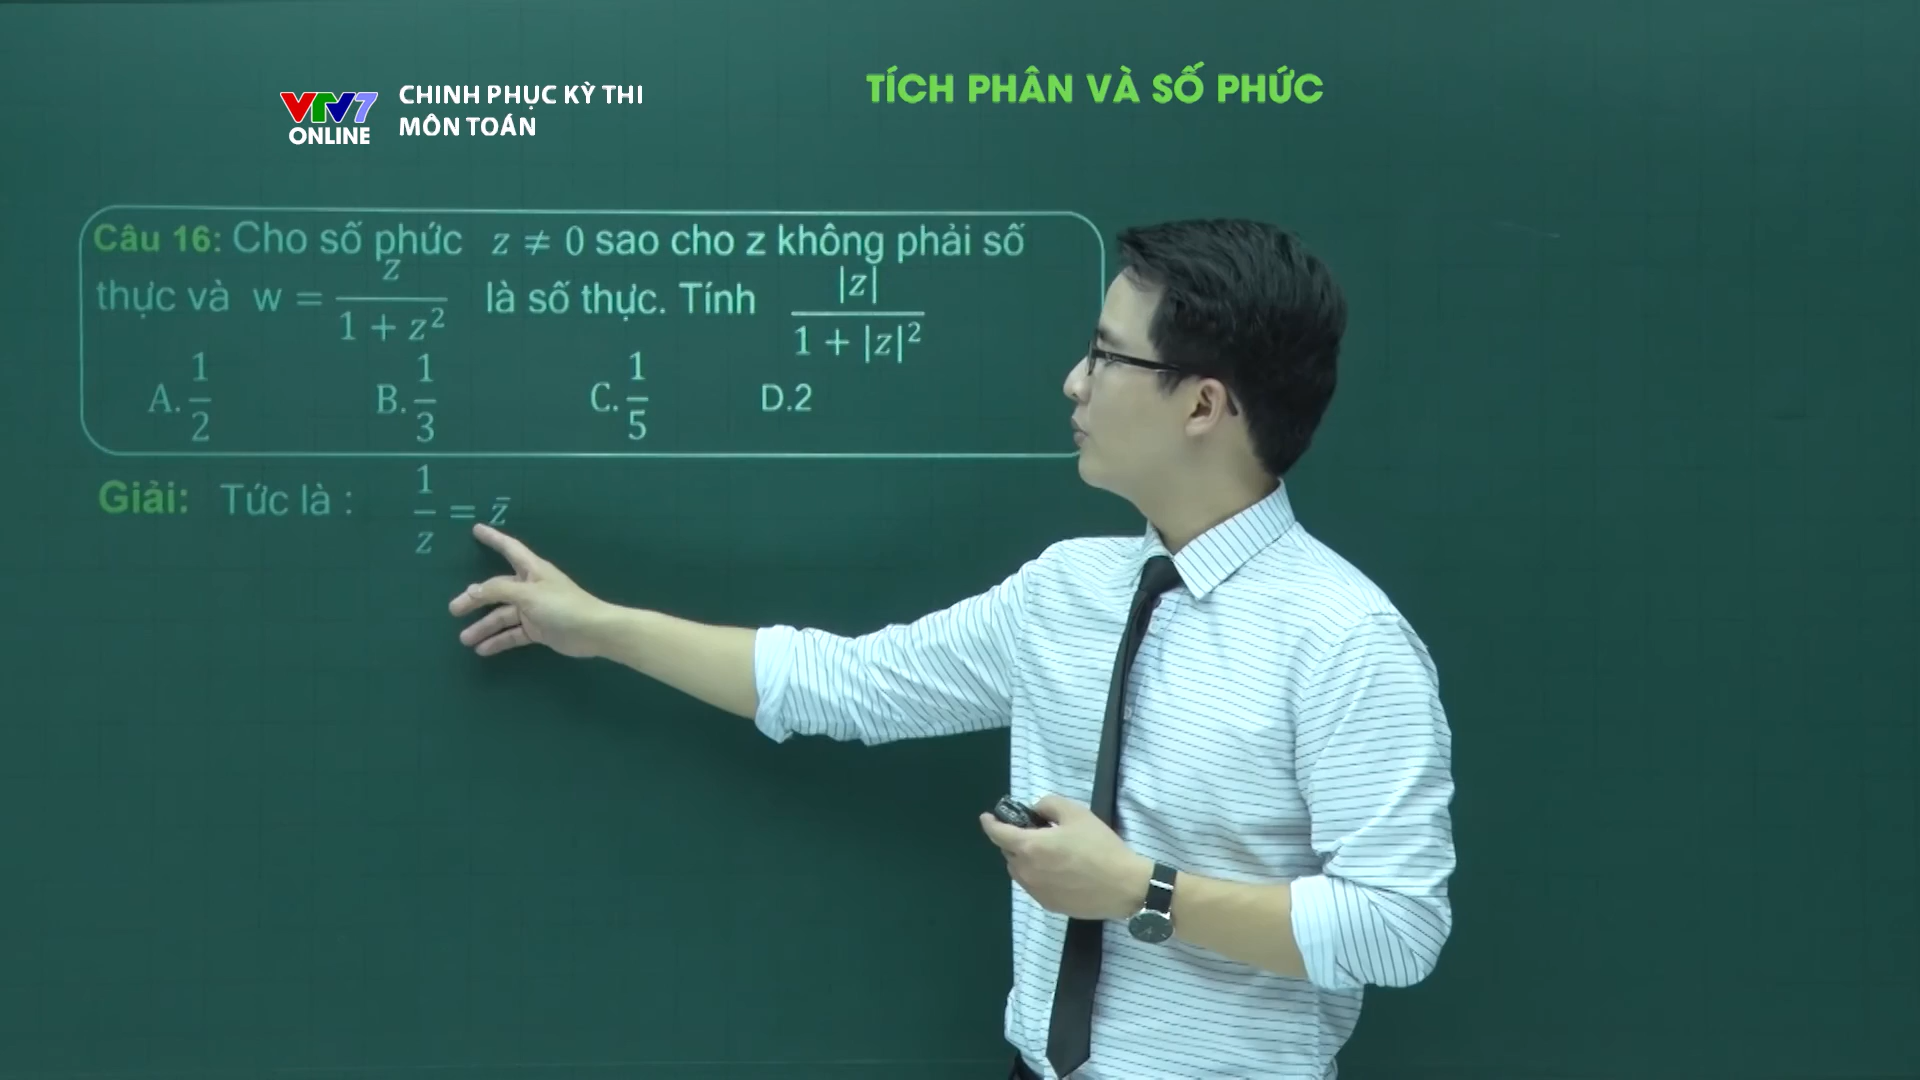 TÍCH PHÂN VÀ SỐ PHỨC
VTV7
ONLINE
CHINH PHỤC KỲ THI
MÔN TOÁN
Câu 16: Cho số phức z ≠ 0 sao cho z không phải số
thực và w = z/(1 + z²) là số thực. Tính |z|/(1 + |z|²)
A. 1/2 B. 1/3 C. 1/5 D.2
Giải: Tức là : 1/z = z̄